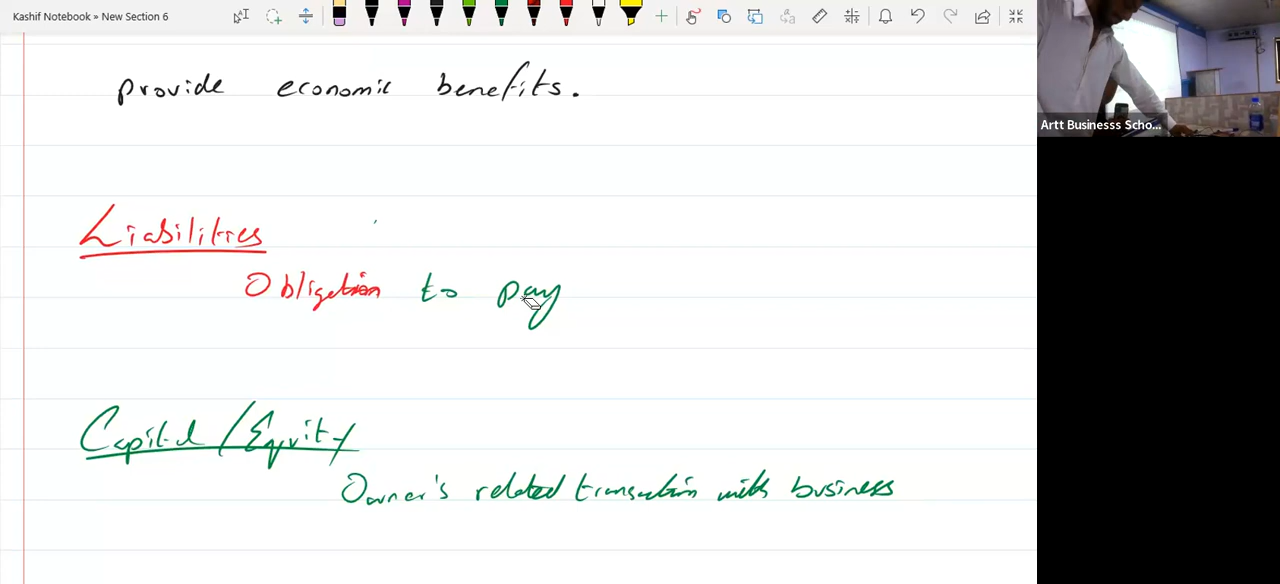 Kashif Notebook » New Section 6
provide economic benefits.
Artt Businesss Scho...
Liabilities
Obligation to pay
Capital/Equity
Owner's related transaction with business